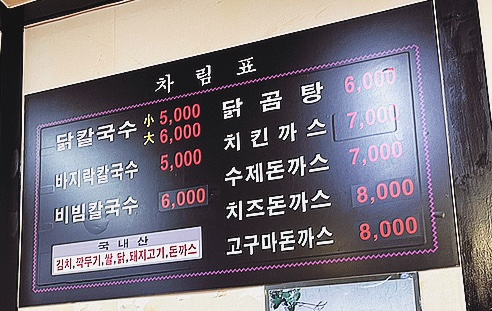 차림표
닭칼국수 小 5,000
大 6,000
바지락칼국수 5,000
비빔칼국수 6,000
국내산
김치,깍두기,쌀,닭,돼지고기,돈까스
닭곰탕 6,000
치킨까스 7,000
수제돈까스 7,000
치즈돈까스 8,000
고구마돈까스 8,000